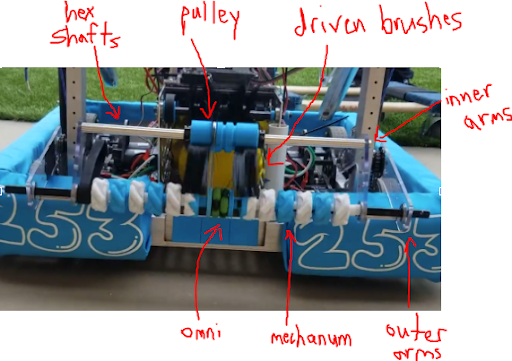 hex
shafts
pulley
driven brushes
inner
arms
253
253
omni
mechanum
outer
arms